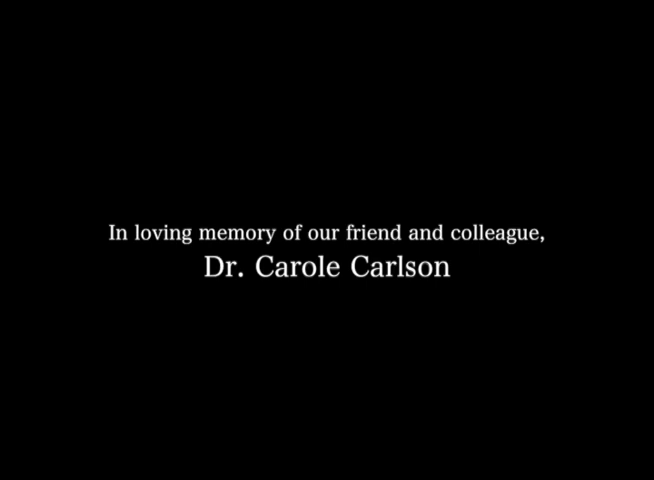 In loving memory of our friend and colleague,
Dr. Carole Carlson